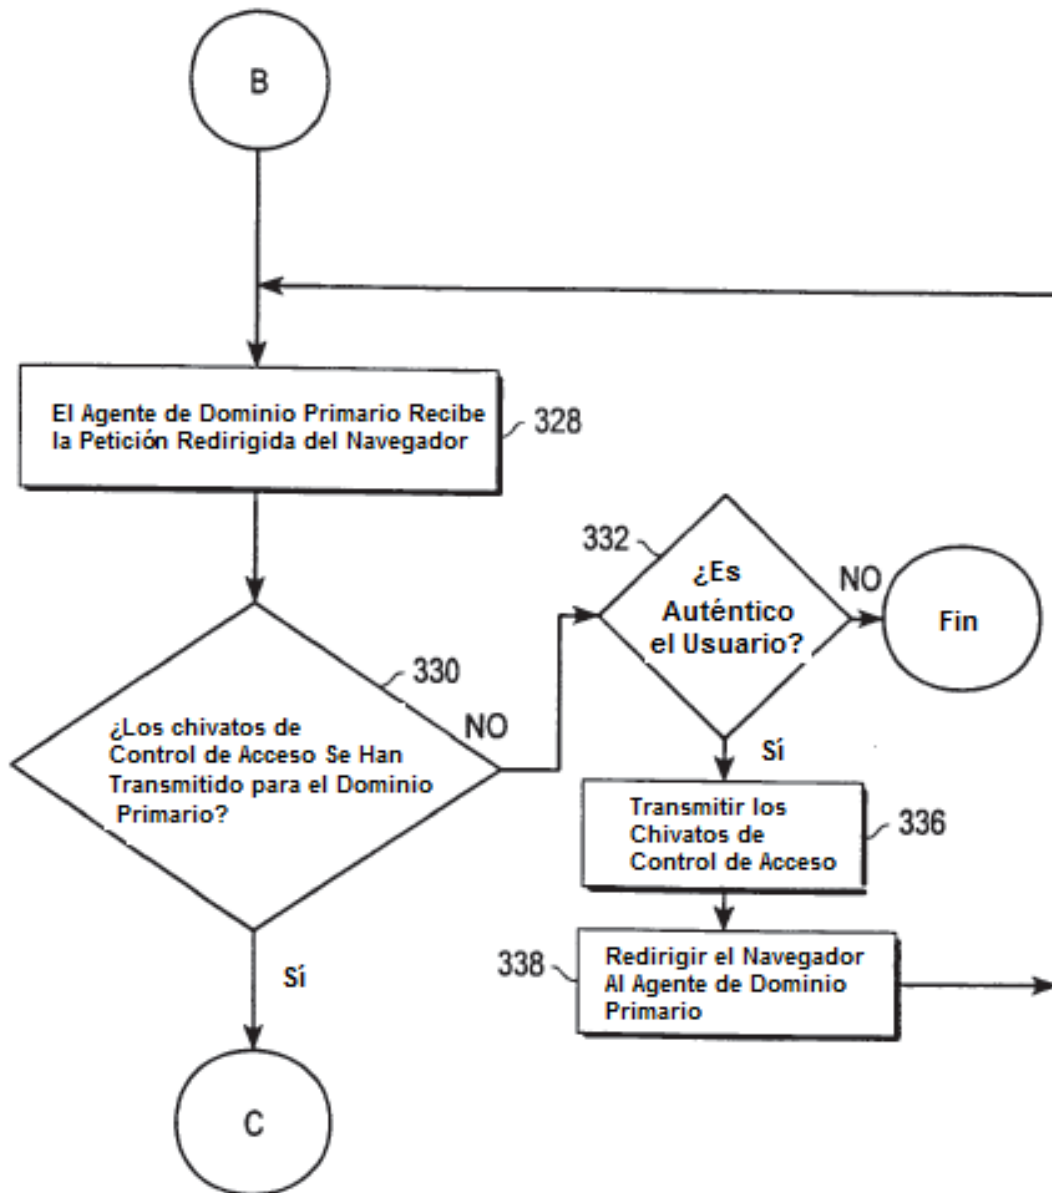 B
El Agente de Dominio Primario Recibe
la Petición Redirigida del Navegador
328
332
¿Es
Auténtico
el Usuario?
NO
Fin
330
¿Los chivatos de
Control de Acceso Se Han
Transmitido para el Dominio
Primario?
NO
Sí
Transmitir los
Chivatos de
Control de Acceso
336
338
Redirigir el Navegador
Al Agente de Dominio
Primario
Sí
C